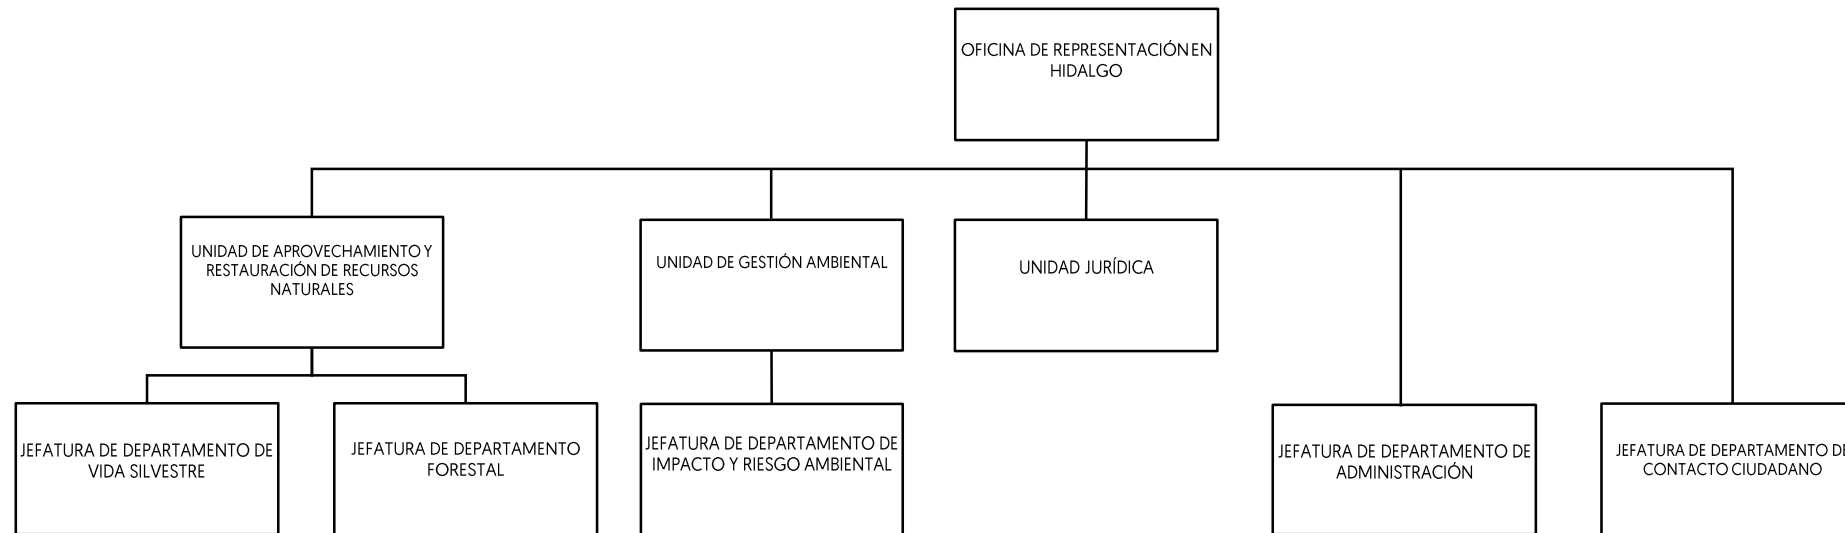 OFICINA DE REPRESENTACIÓN EN
HIDALGO
UNIDAD DE APROVECHAMIENTO Y
RESTAURACIÓN DE RECURSOS
NATURALES
UNIDAD DE GESTIÓN AMBIENTAL
UNIDAD JURÍDICA
JEFATURA DE DEPARTAMENTO DE
VIDA SILVESTRE
JEFATURA DE DEPARTAMENTO
FORESTAL
JEFATURA DE DEPARTAMENTO DE
IMPACTO Y RIESGO AMBIENTAL
JEFATURA DE DEPARTAMENTO DE
ADMINISTRACIÓN
JEFATURA DE DEPARTAMENTO DE
CONTACTO CIUDADANO